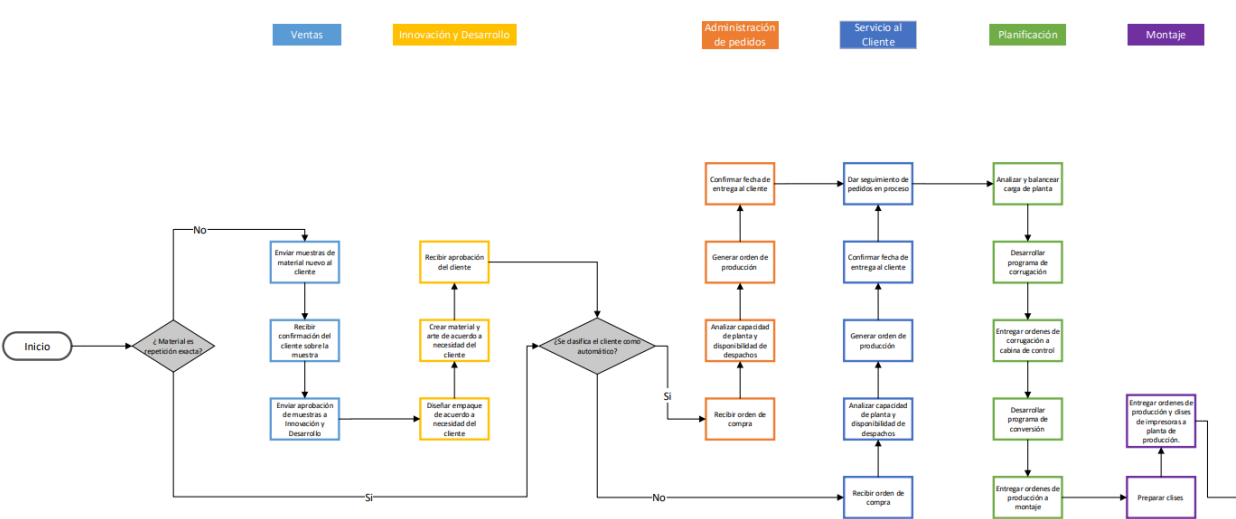 Ventas
Innovación y Desarrollo
Administración
de pedidos
Servicio al
Cliente
Planificación
Montaje
Confirmar fecha de
entrega al cliente
Dar seguimiento de
pedidos en proceso
Analizar y balancear
carga de planta
No
Enviar muestras de
material nuevo al
cliente
Recibir aprobación
del cliente
Generar orden de
producción
Confirmar fecha de
entrega al cliente
Desarrollar
programa de
corrugación
Inicio
¿ Material es
repetición exacta?
Recibir
confirmación del
cliente sobre la
muestra
Crear material y
arte de acuerdo a
necesidad del
cliente
¿Se clasifica el cliente como
automático?
Analizar capacidad
de planta y
disponibilidad de
despachos
Generar orden de
producción
Entregar ordenes de
corrugación a
cabina de control
Si
Enviar aprobación
de muestras a
Innovación y
Desarrollo
Diseñar empaque
de acuerdo a
necesidad del
cliente
Recibir orden de
compra
Analizar capacidad
de planta y
disponibilidad de
despachos
Desarrollar
programa de
conversión
Entregar ordenes de
producción y clises
de impresoras a
planta de
producción.
Si
No
Recibir orden de
compra
Entregar ordenes de
producción a
montaje
Preparar clises